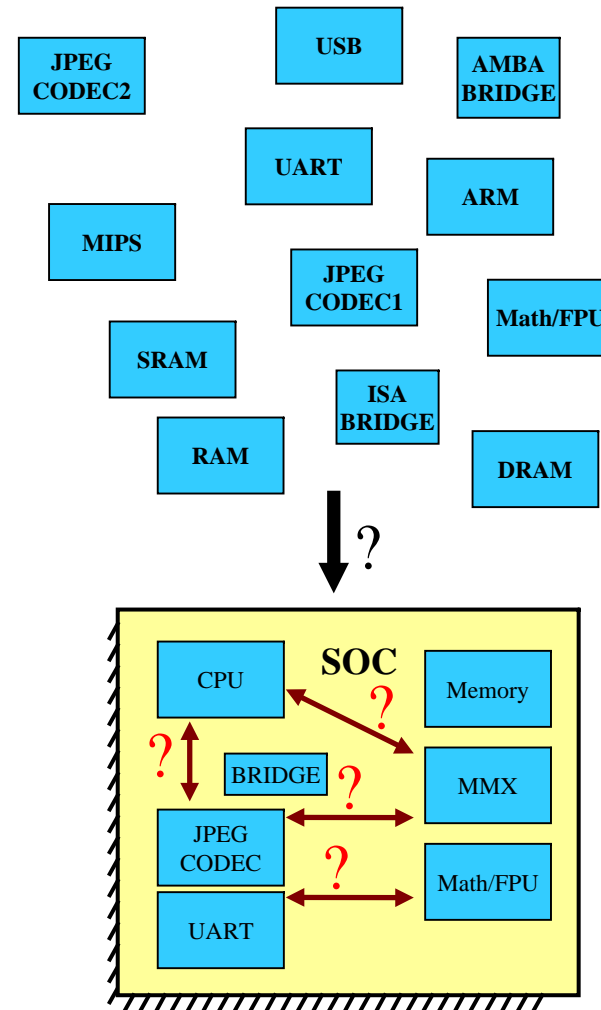 USB
JPEG
CODEC2
AMBA
BRIDGE
UART
ARM
MIPS
JPEG
CODEC1
Math/FPU
SRAM
ISA
BRIDGE
RAM
DRAM
?
SOC
CPU
Memory
?
?
BRIDGE
?
MMX
JPEG
CODEC
?
Math/FPU
UART